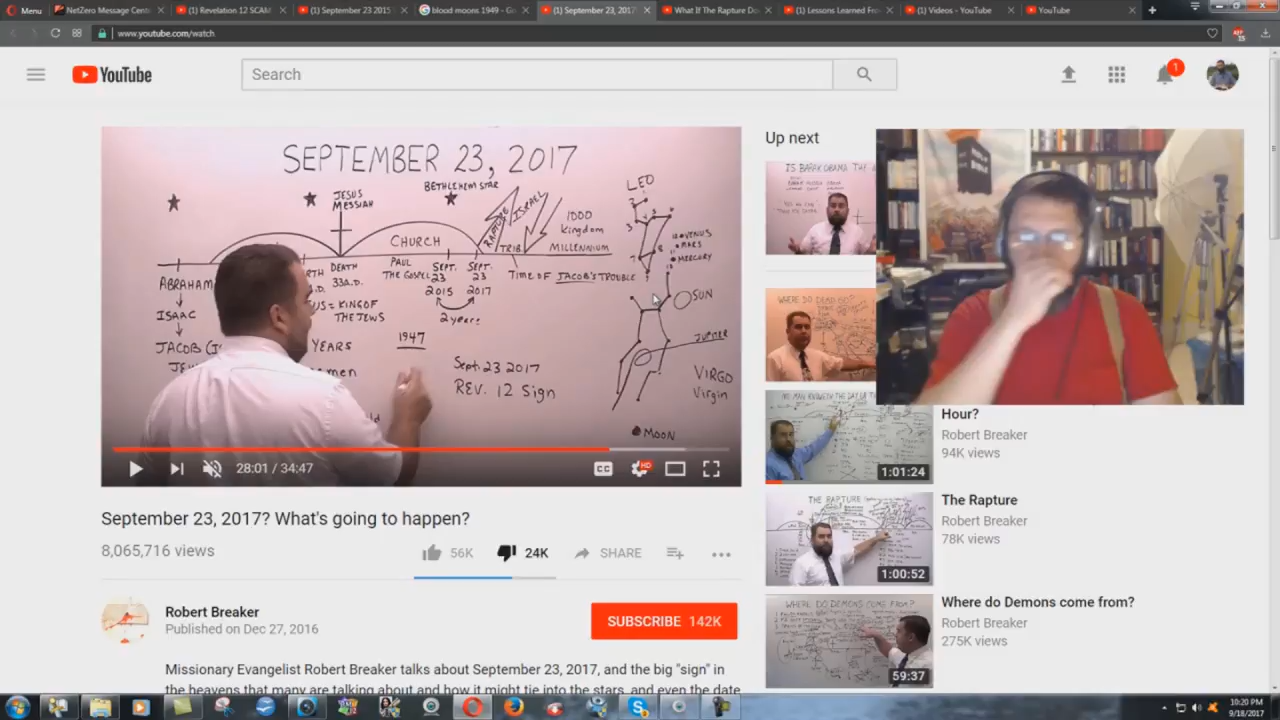 Menu
NetZero Message Cente
(1) Revelation 12 SCAM
(1) September 23 2015
blood moons 1949 - Go
(1) September 23, 2017
What If The Rapture Do
(1) Lessons Learned Fro
(1) Videos - YouTube
YouTube
www.youtube.com/watch
YouTube
Search
1
SEPTEMBER 23, 2017
JESUS
MESSIAH
BETHLEHEM STAR
LEO
RAPTURE
ISRAEL
1000
Kingdom
MILLENNIUM
VENUS
MARS
MERCURY
CHURCH
TRIB.
ABRAHAM
DEATH
33A.D.
PAUL
THE GOSPEL
SEPT.
23
2015
SEPT.
23
2017
TIME OF JACOB'S TROUBLE
SUN
ISAAC
= KING OF
THE JEWS
2 years
JACOB
YEARS
1947
JUPITER
Sept. 23 2017
REV. 12 Sign
VIRGO
Virgin
MOON
28:01 / 34:47
CC
HD
September 23, 2017? What's going to happen?
8,065,716 views
56K
24K
SHARE
Robert Breaker
Published on Dec 27, 2016
SUBSCRIBE 142K
Missionary Evangelist Robert Breaker talks about September 23, 2017, and the big "sign" in
the heavens that many are talking about and how it might tie into the stars, and even the date
Up next
IS BARAK OBAMA THE
WHERE DO DEAD GO?
Hour?
Robert Breaker
94K views
1:01:24
THE RAPTURE
The Rapture
Robert Breaker
78K views
1:00:52
WHERE DO DEMONS COME FROM?
Where do Demons come from?
Robert Breaker
275K views
59:37
10:20 PM
9/18/2017